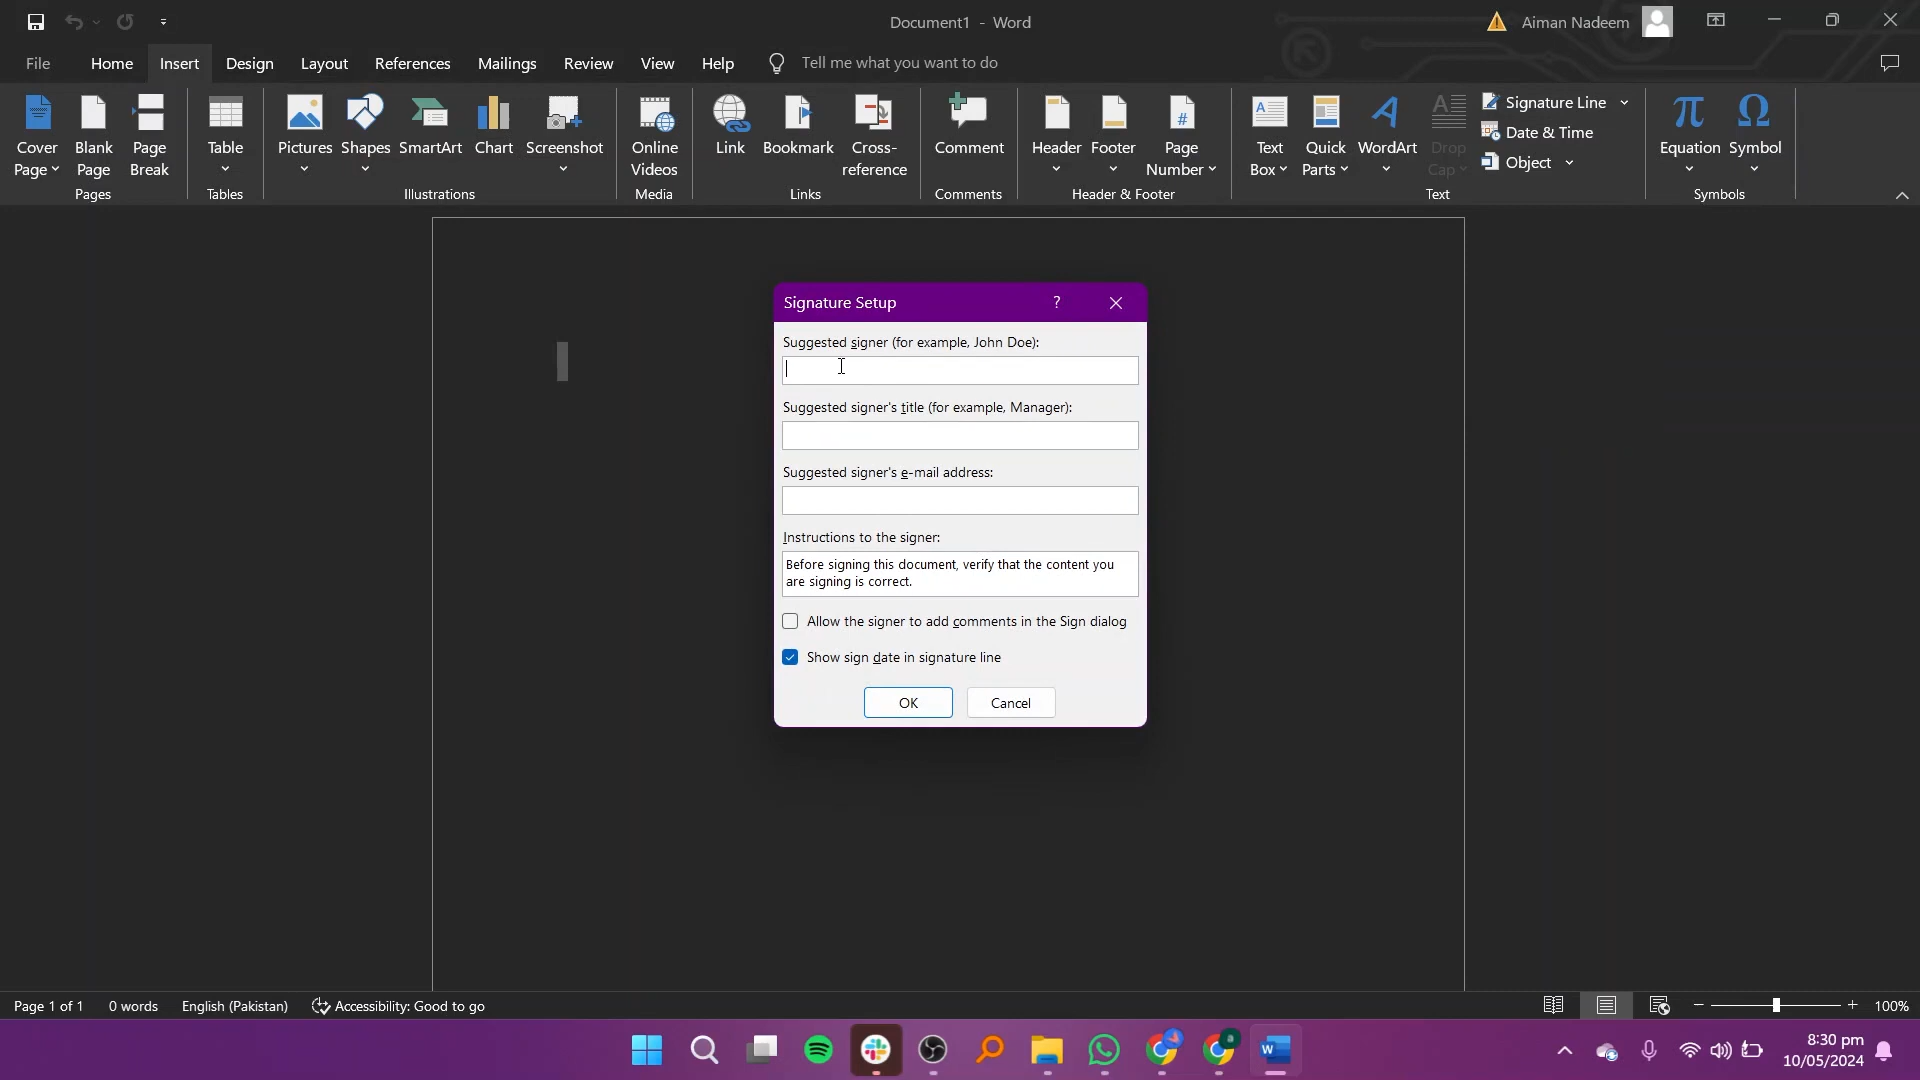 Document1 - Word
Aiman Nadeem
File Home Insert Design Layout References Mailings Review View Help Tell me what you want to do
Cover Page
Blank Page
Page Break
Pages
Table
Tables
Pictures
Shapes
SmartArt
Chart
Screenshot
Illustrations
Online Videos
Media
Link
Bookmark
Cross-reference
Links
Comment
Comments
Header
Footer
Page Number
Header & Footer
Text Box
Quick Parts
WordArt
Drop Cap
Signature Line
Date & Time
Object
Text
Equation
Symbol
Symbols
Signature Setup
Suggested signer (for example, John Doe):
Suggested signer's title (for example, Manager):
Suggested signer's e-mail address:
Instructions to the signer:
Before signing this document, verify that the content you
are signing is correct.
Allow the signer to add comments in the Sign dialog
Show sign date in signature line
OK Cancel
Page 1 of 1 0 words English (Pakistan) Accessibility: Good to go 100%
8:30 pm
10/05/2024